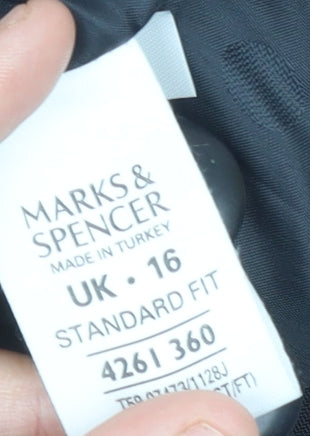 MARKS &
SPENCER
MADE IN TURKEY
UK • 16
STANDARD FIT
4261 360